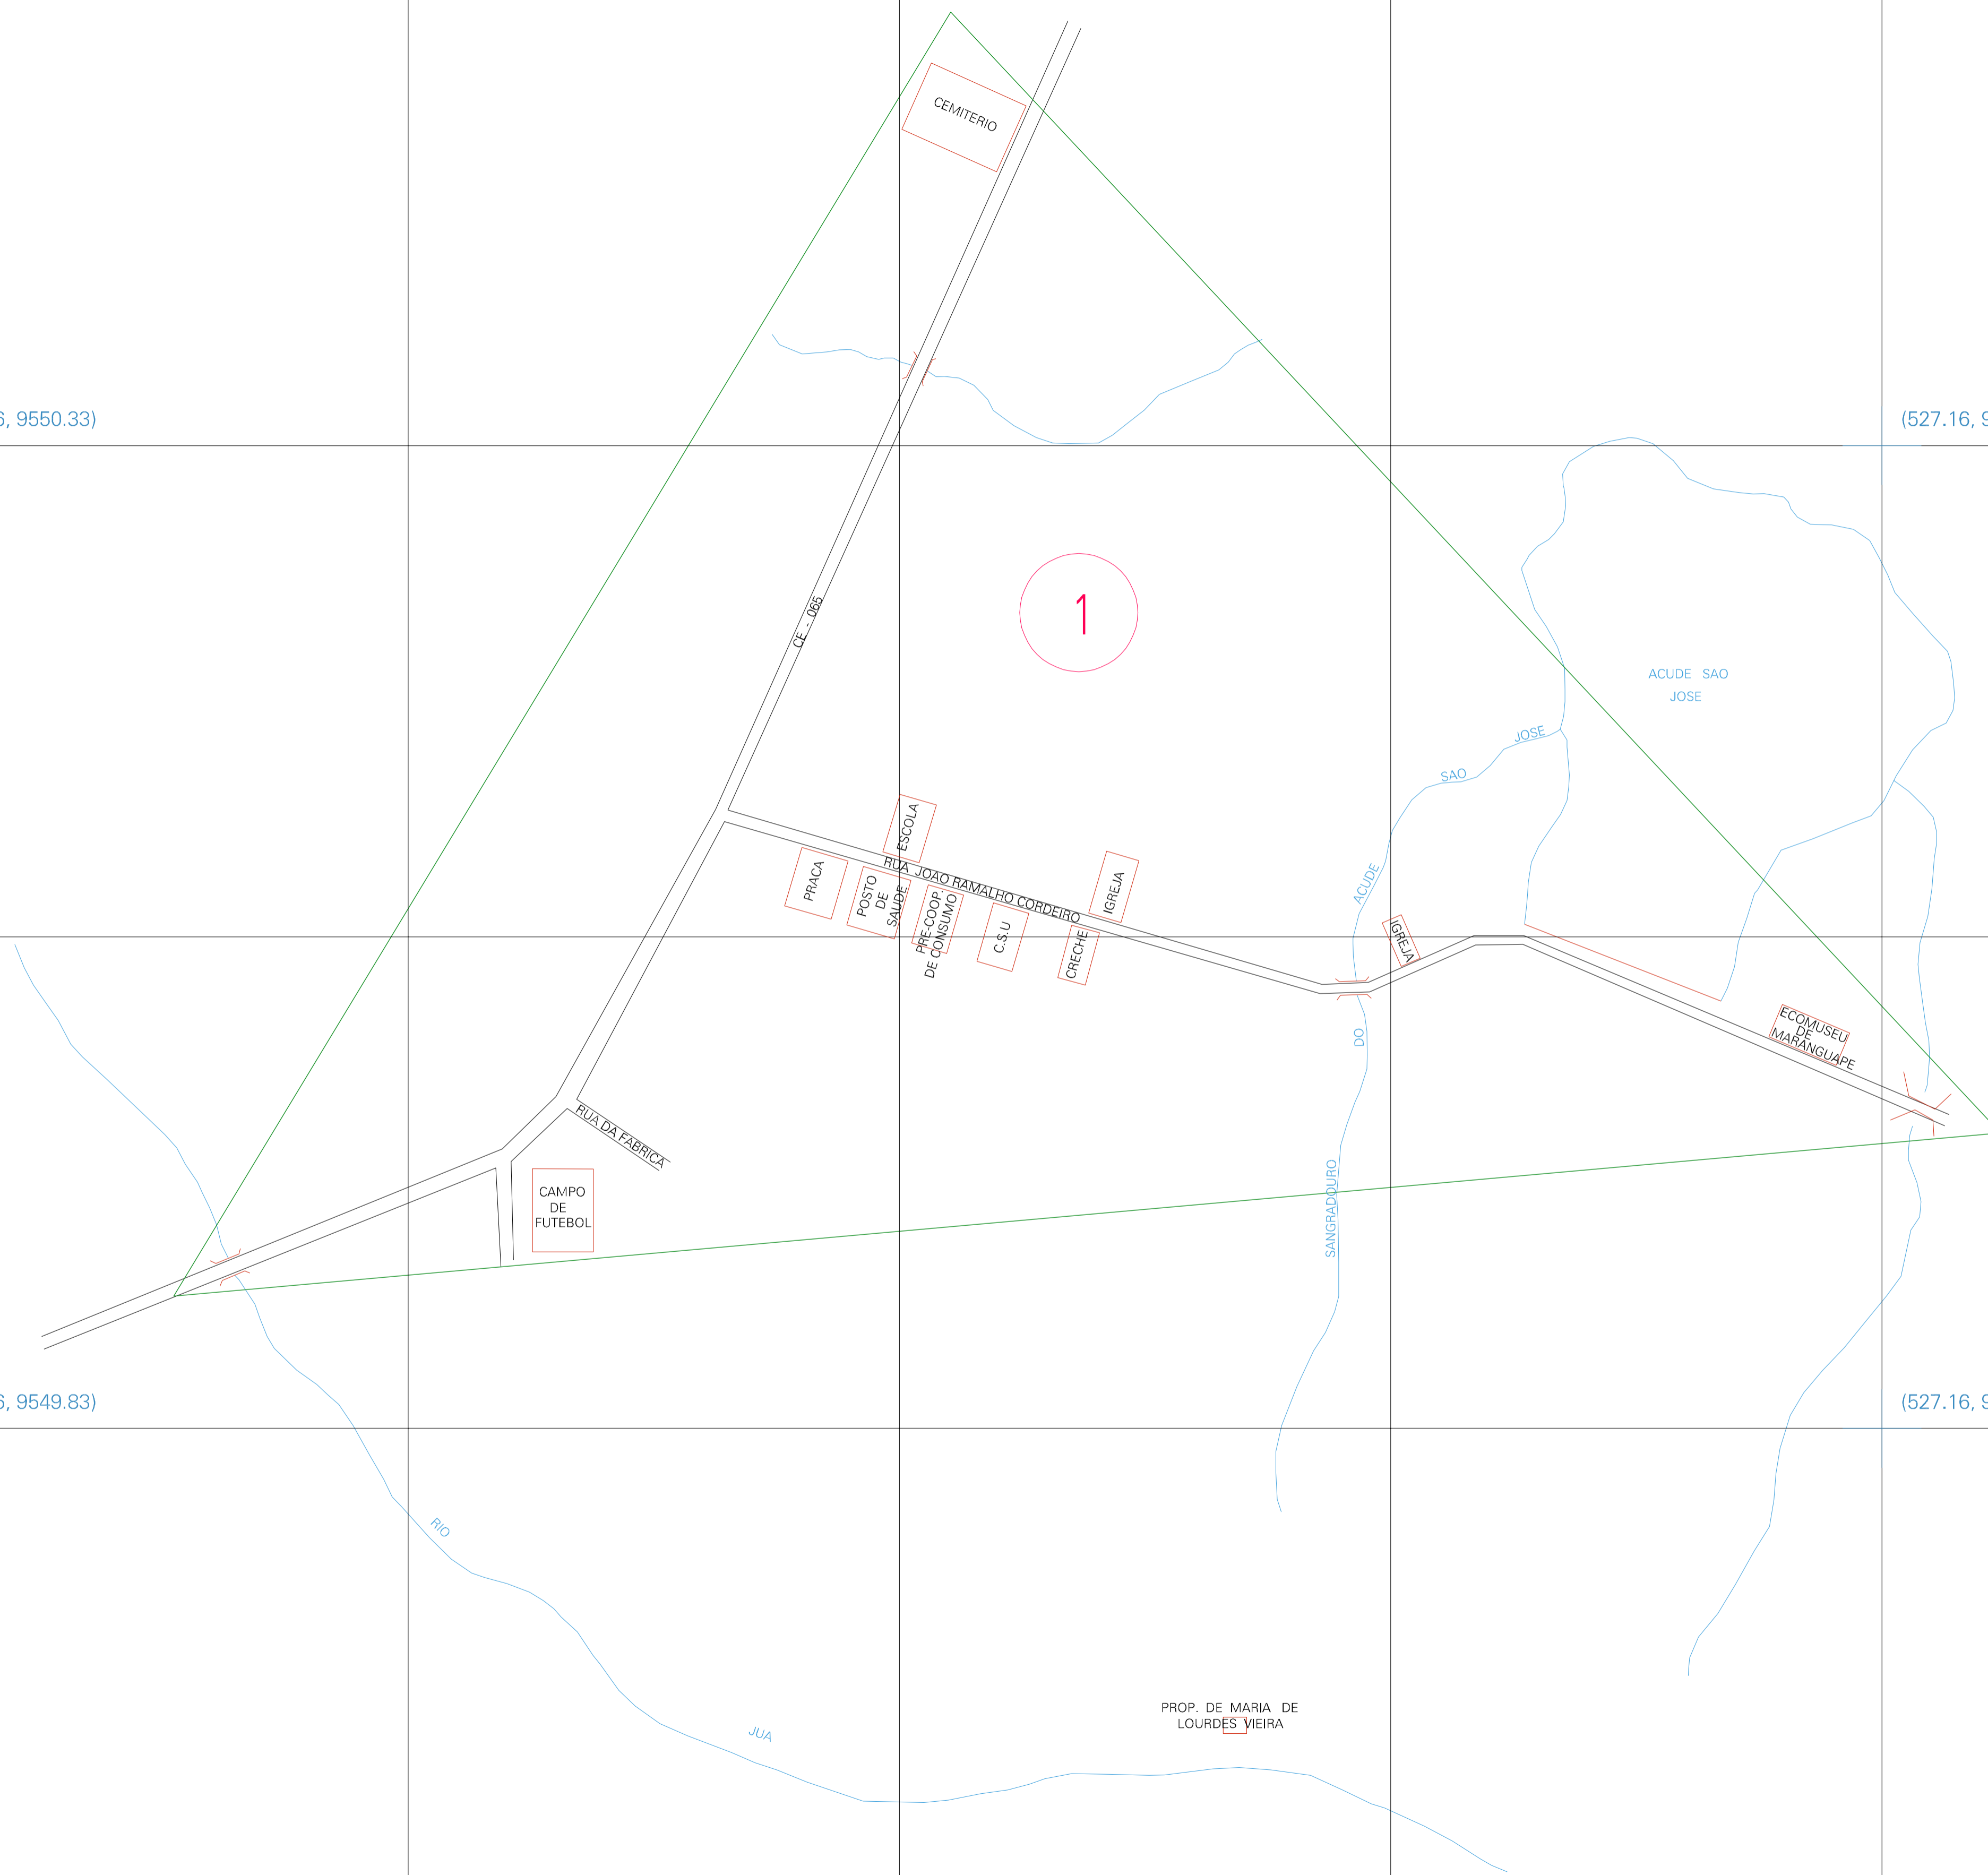 CEMITERIO
6, 9550.33)
(527.16, 9
1
CE - 065
ACUDE SAO
JOSE
JOSE
SAO
ACUDE
ESCOLA
RUA JOAO RAMALHO CORDEIRO
PRACA
POSTO
DE
SAUDE
PRE-COOP.
DE CONSUMO
C.S.U
IGREJA
CRECHE
IGREJA
ECOMUSEU
DE
MARANGUAPE
DO
RUA DA FABRICA
CAMPO
DE
FUTEBOL
SANGRADOURO
6, 9549.83)
(527.16, 9
RIO
JUA
PROP. DE MARIA DE
LOURDES VIEIRA